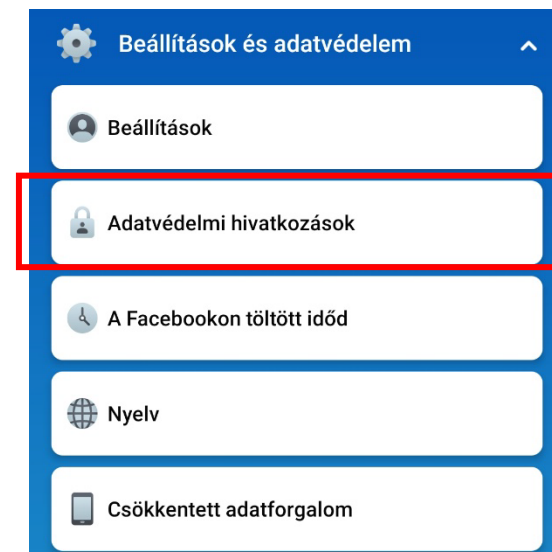 Beállítások és adatvédelem
Beállítások
Adatvédelmi hivatkozások
A Facebookon töltött időd
Nyelv
Csökkentett adatforgalom